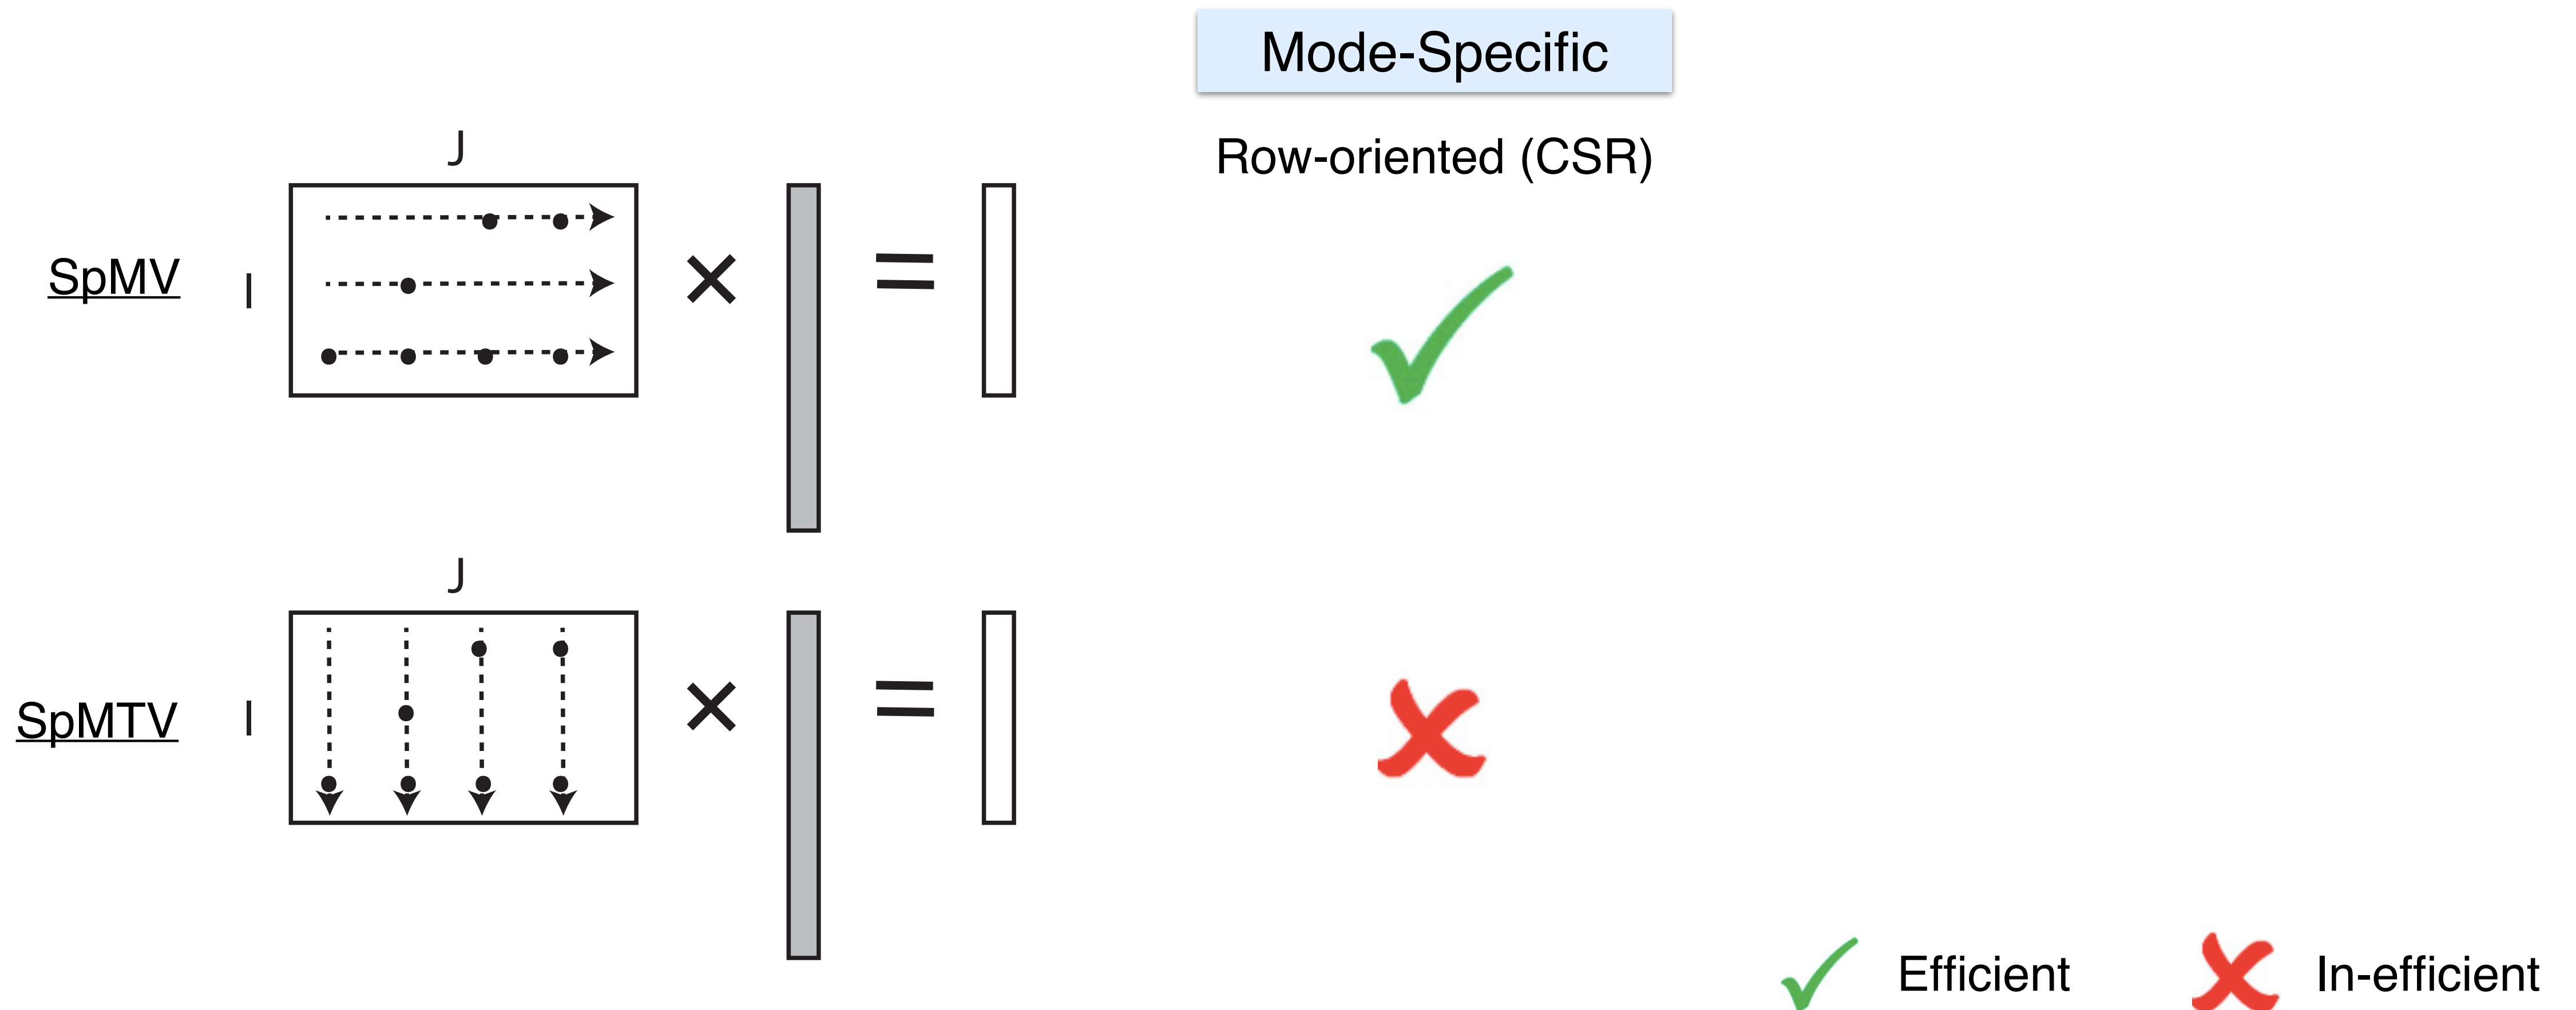 Mode-Specific
Row-oriented (CSR)
J
SpMV
I
×
=
J
SpMTV
I
×
=
Efficient
In-efficient